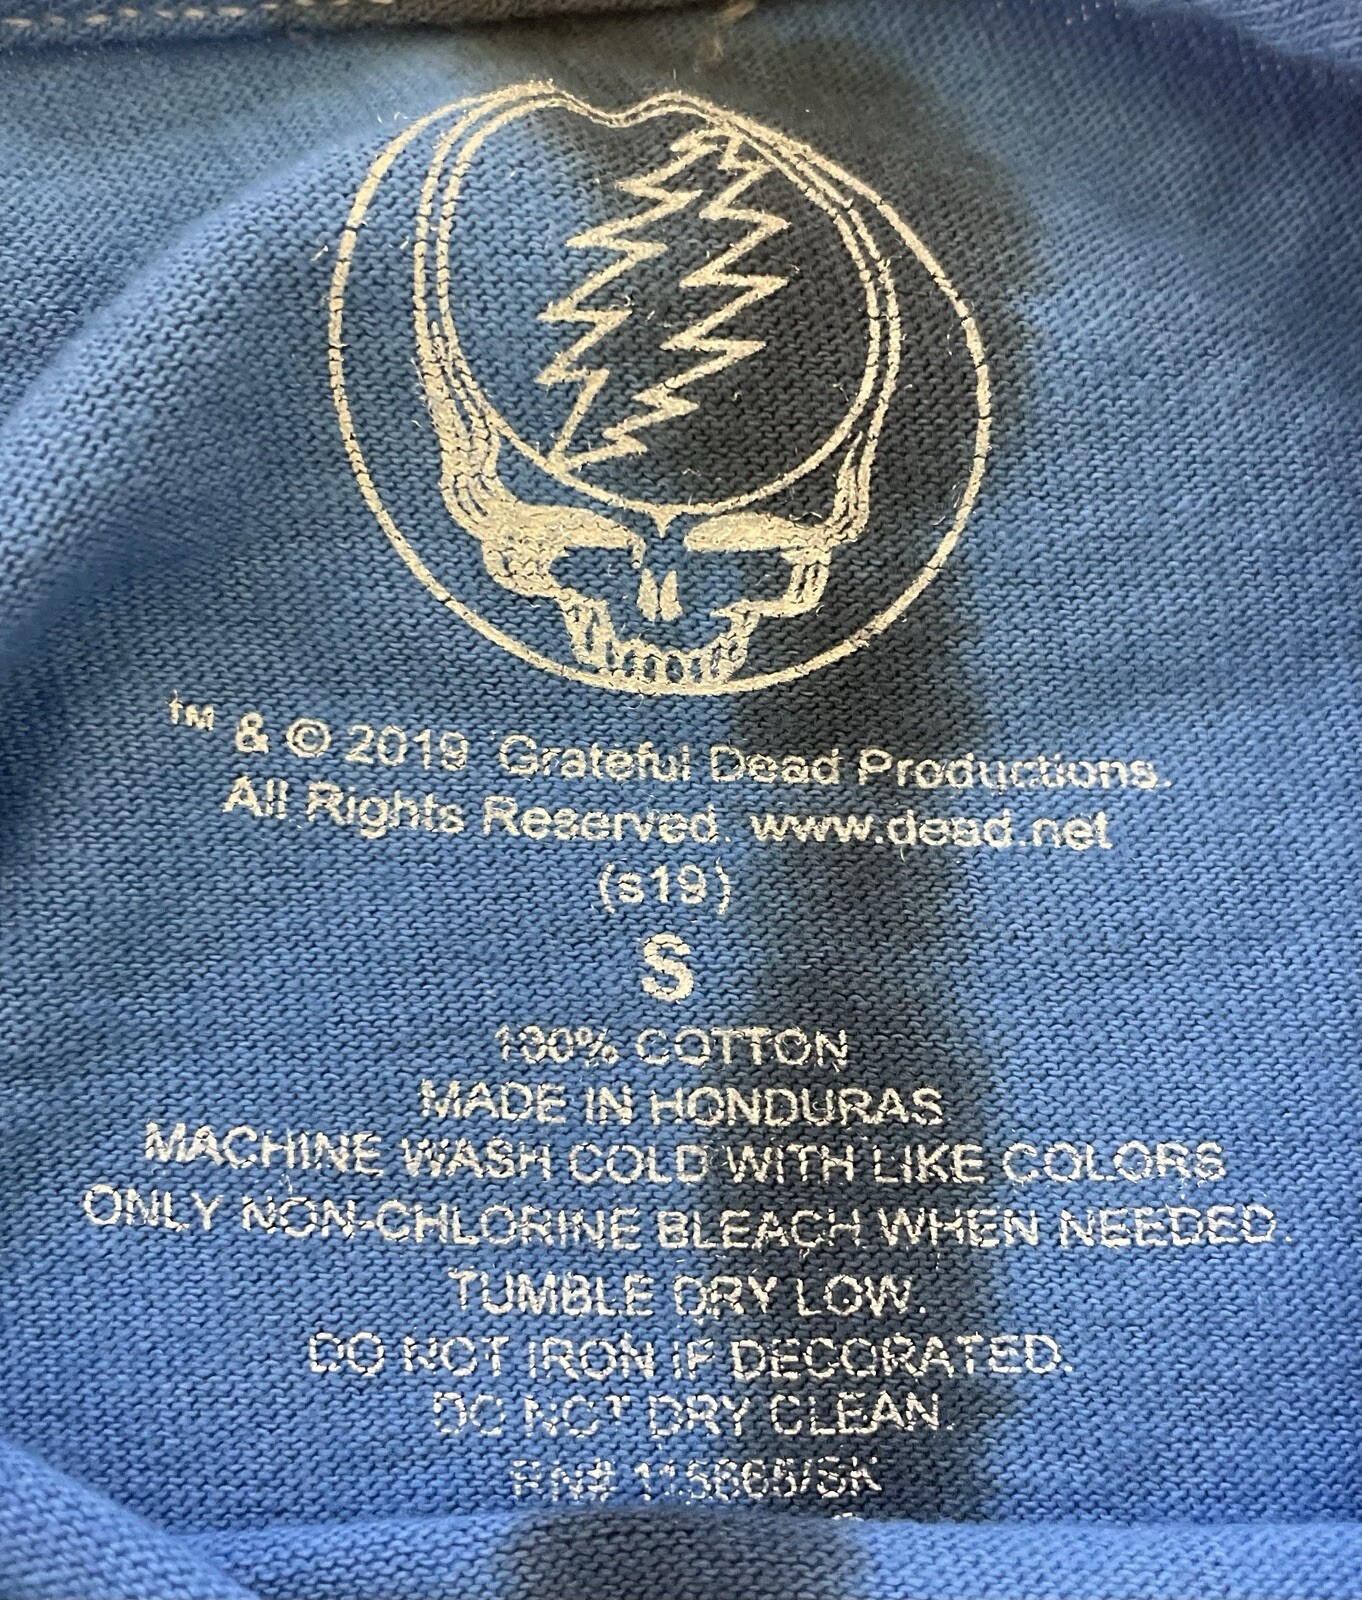 ™ & © 2019 Grateful Dead Productions.
All Rights Reserved. www.dead.net
(s19)
S
100% COTTON
MADE IN HONDURAS
MACHINE WASH COLD WITH LIKE COLORS
ONLY NON-CHLORINE BLEACH WHEN NEEDED.
TUMBLE DRY LOW.
DO NOT IRON IF DECORATED.
DO NOT DRY CLEAN.
RN#